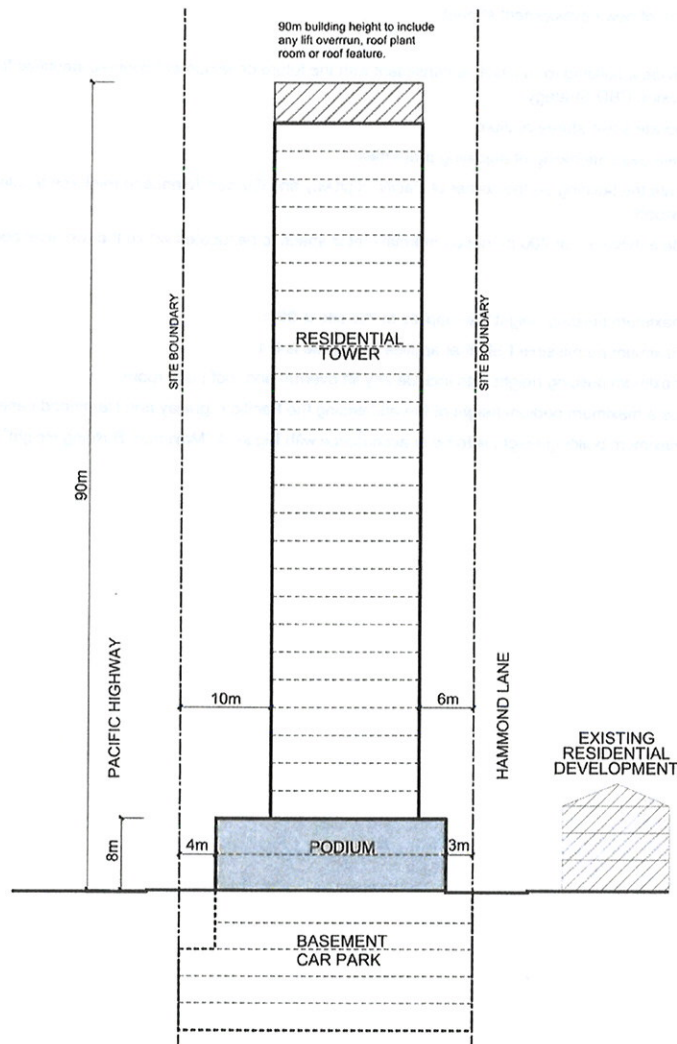 90m building height to include
any lift overrrun, roof plant
room or roof feature.
SITE BOUNDARY
SITE BOUNDARY
RESIDENTIAL
TOWER
90m
PACIFIC HIGHWAY
10m
6m
HAMMOND LANE
EXISTING
RESIDENTIAL
DEVELOPMENT
8m
4m
PODIUM
3m
BASEMENT
CAR PARK